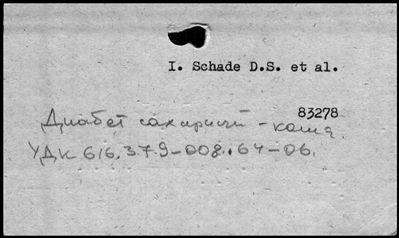 I. Schade D.S. et al.
83278
Диабет сахарный - кома.
УДК 616.379-008.64-06.